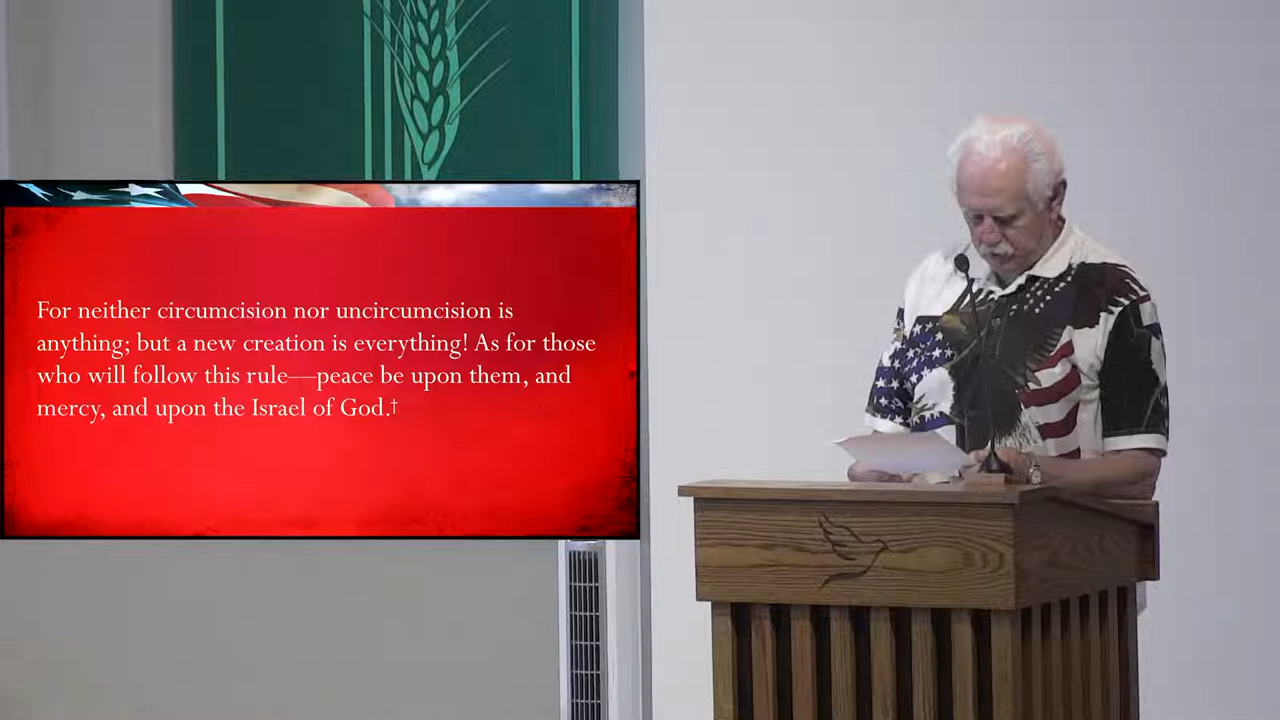 For neither circumcision nor uncircumcision is
anything; but a new creation is everything! As for those
who will follow this rule—peace be upon them, and
mercy, and upon the Israel of God.†